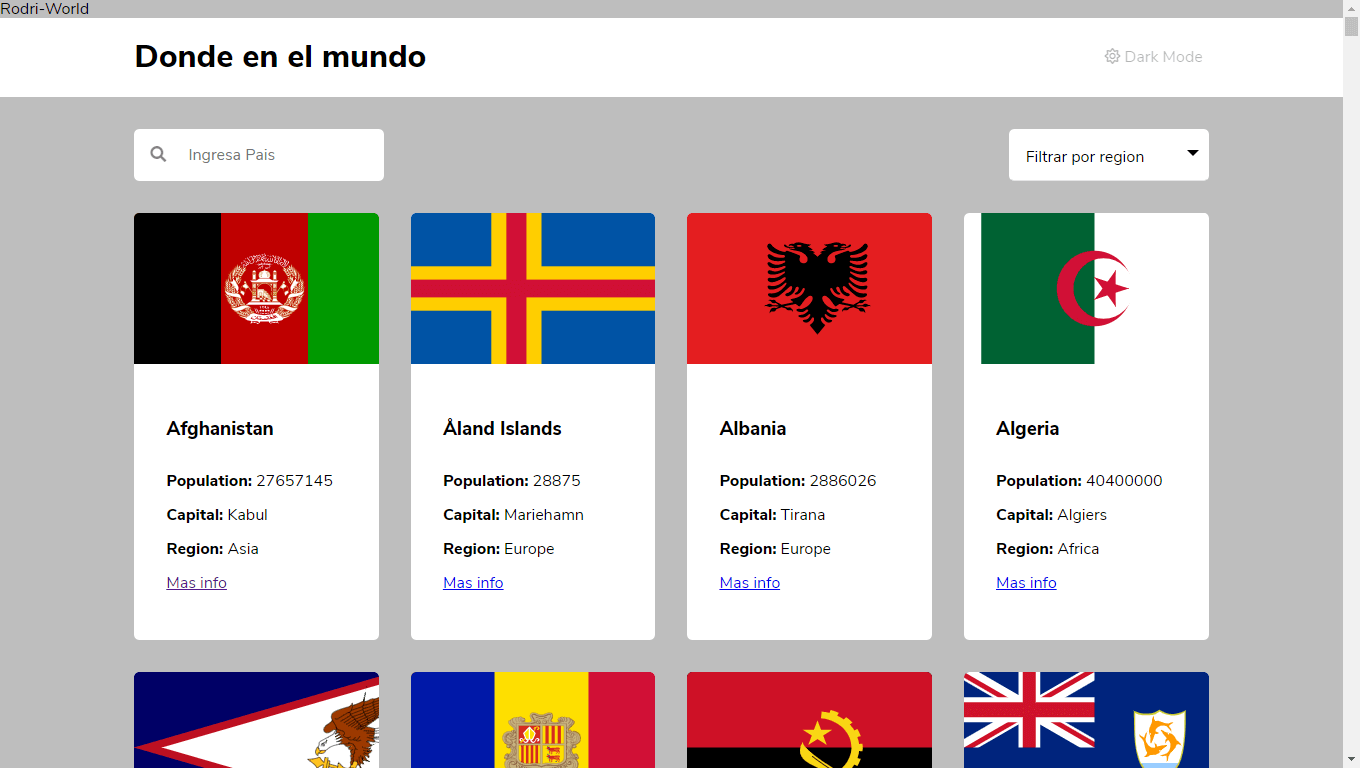 Rodri-World
Donde en el mundo
Dark Mode
Ingresa Pais
Filtrar por region
Afghanistan
Population: 27657145
Capital: Kabul
Region: Asia
Mas info
Åland Islands
Population: 28875
Capital: Mariehamn
Region: Europe
Mas info
Albania
Population: 2886026
Capital: Tirana
Region: Europe
Mas info
Algeria
Population: 40400000
Capital: Algiers
Region: Africa
Mas info